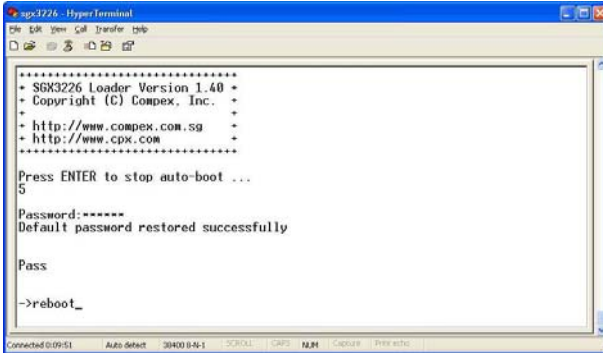 sgx3226 - HyperTerminal
File Edit View Call Transfer Help
++++++++++++++++++++++++++++++++
+ SGX3226 Loader Version 1.40 +
+ Copyright (C) Compex, Inc. +
+ +
+ http://www.compex.com.sg +
+ http://www.cpx.com +
++++++++++++++++++++++++++++++++
Press ENTER to stop auto-boot ...
5
Password:******
Default password restored successfully
Pass
->reboot_
Connected 0:09:51 Auto detect 38400 8-N-1 SCROLL CAPS NUM Capture Print echo